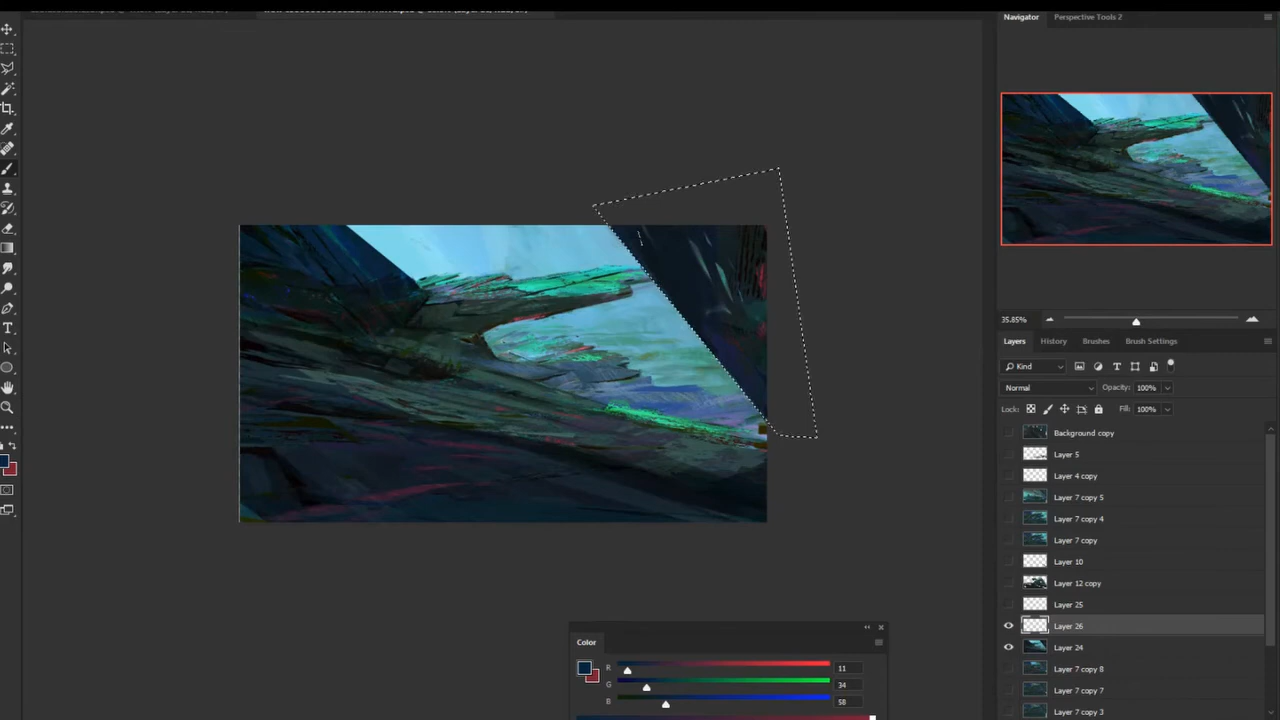 Navigator
Perspective Tools 2
35.85%
Layers
History
Brushes
Brush Settings
Kind
Normal
Opacity: 100%
Lock:
Fill: 100%
Background copy
Layer 5
Layer 4 copy
Layer 7 copy 5
Layer 7 copy 4
Layer 7 copy
Layer 10
Layer 12 copy
Layer 25
Layer 26
Layer 24
Layer 7 copy 8
Layer 7 copy 7
Layer 7 copy 3
Color
R 11
G 34
B 58